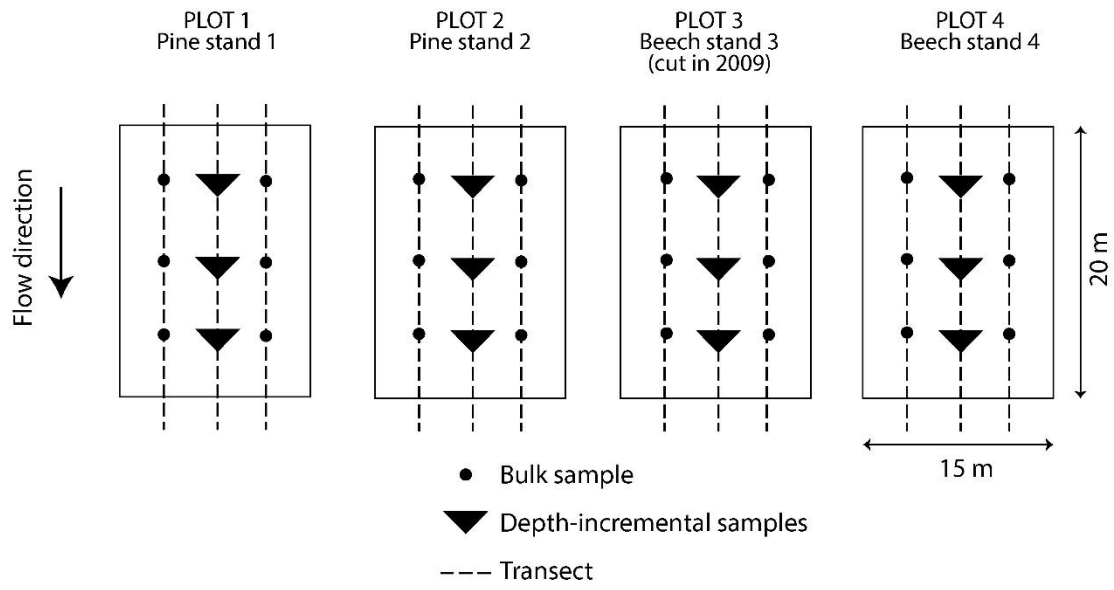 PLOT 1
Pine stand 1
PLOT 2
Pine stand 2
PLOT 3
Beech stand 3
(cut in 2009)
PLOT 4
Beech stand 4
Flow direction
20 m
15 m
Bulk sample
Depth-incremental samples
Transect